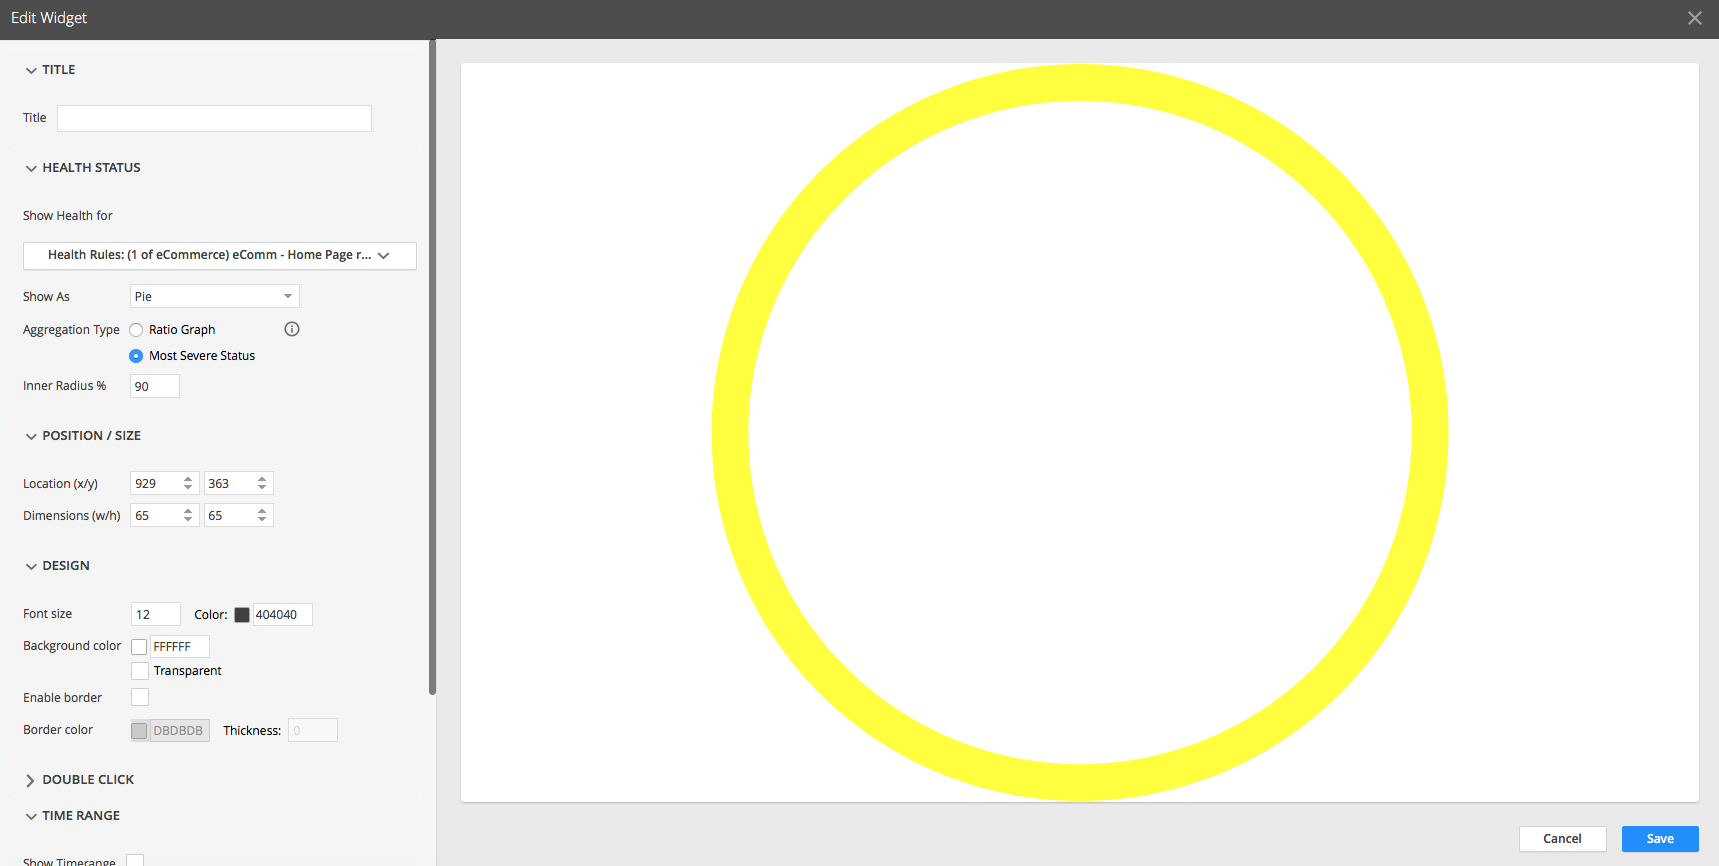 Edit Widget
TITLE
Title
HEALTH STATUS
Show Health for
Health Rules: (1 of eCommerce) eComm - Home Page r...
Show As Pie
Aggregation Type Ratio Graph
Most Severe Status
Inner Radius % 90
POSITION / SIZE
Location (x/y) 929 363
Dimensions (w/h) 65 65
DESIGN
Font size 12 Color: 404040
Background color FFFFFF
Transparent
Enable border
Border color DBDBDB Thickness: 0
DOUBLE CLICK
TIME RANGE
Show Timerange
Cancel Save